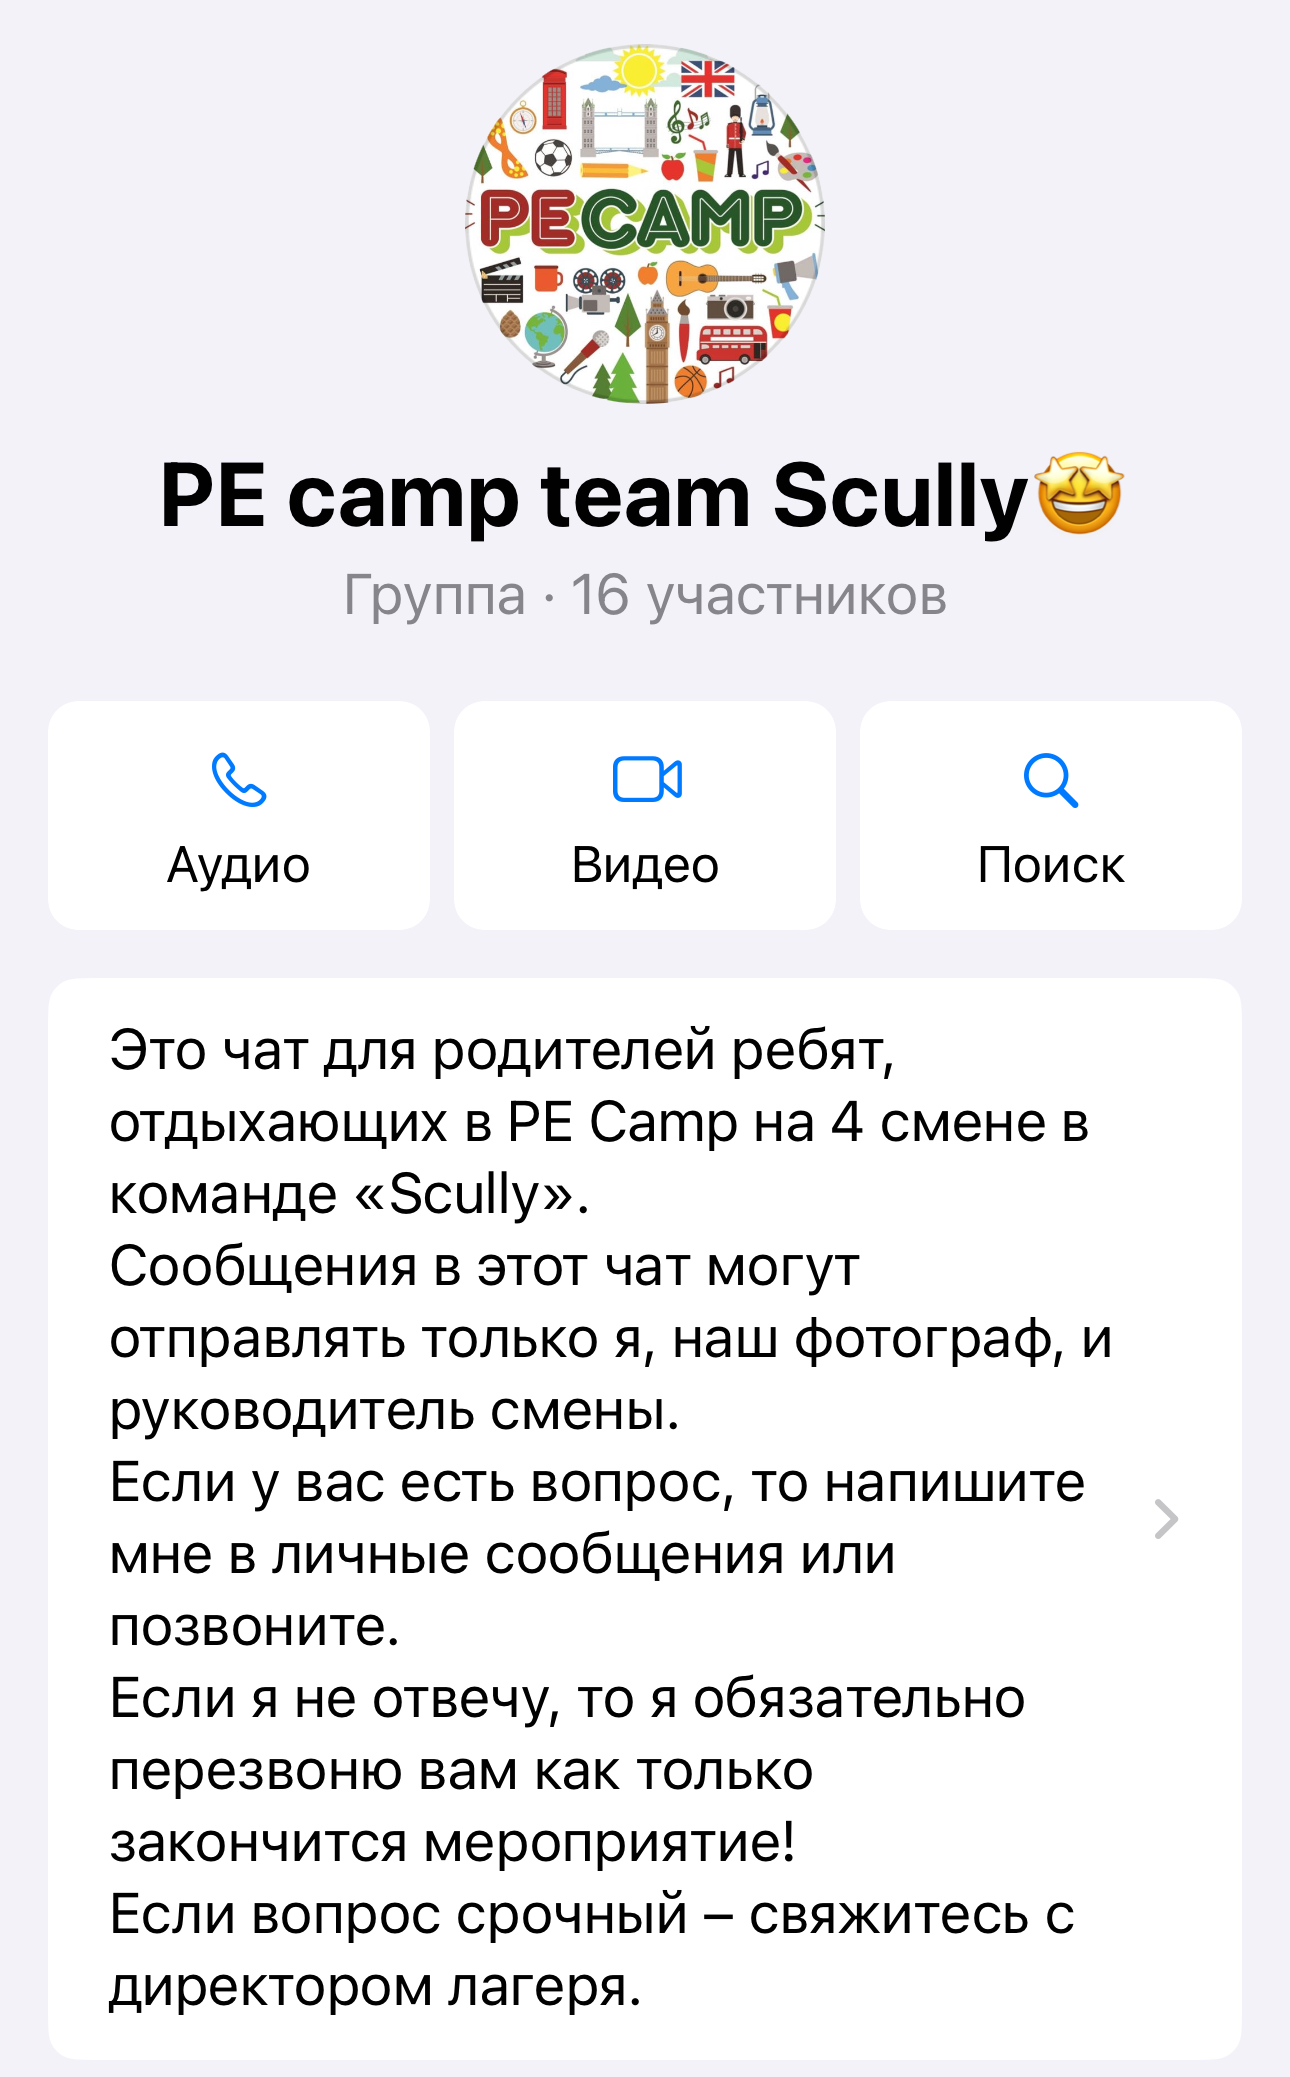 PECAMP
PE camp team Scully🤩
Группа · 16 участников
Аудио
Видео
Поиск
Это чат для родителей ребят,
отдыхающих в PE Camp на 4 смене в
команде «Scully».
Сообщения в этот чат могут
отправлять только я, наш фотограф, и
руководитель смены.
Если у вас есть вопрос, то напишите
мне в личные сообщения или
позвоните.
Если я не отвечу, то я обязательно
перезвоню вам как только
закончится мероприятие!
Если вопрос срочный – свяжитесь с
директором лагеря.